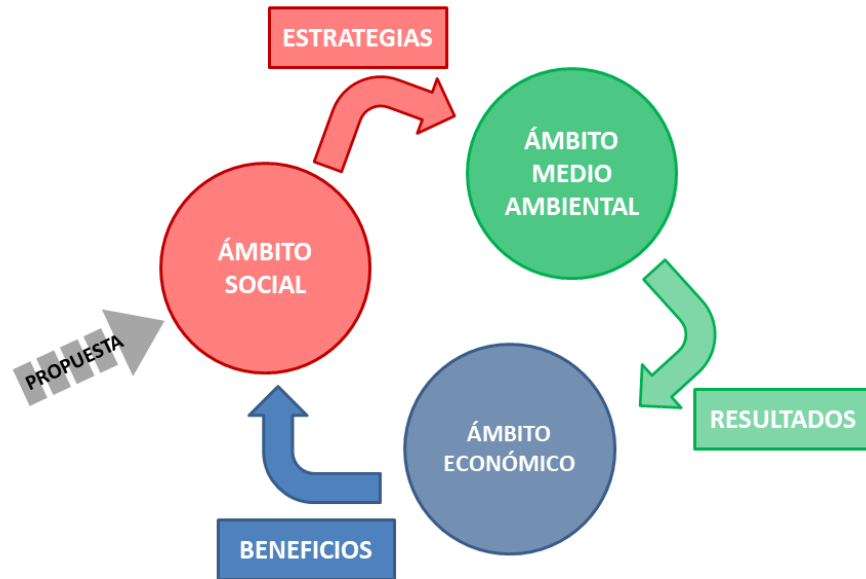 ESTRATEGIAS
ÁMBITO
MEDIO
AMBIENTAL
ÁMBITO
SOCIAL
PROPUESTA
RESULTADOS
ÁMBITO
ECONÓMICO
BENEFICIOS